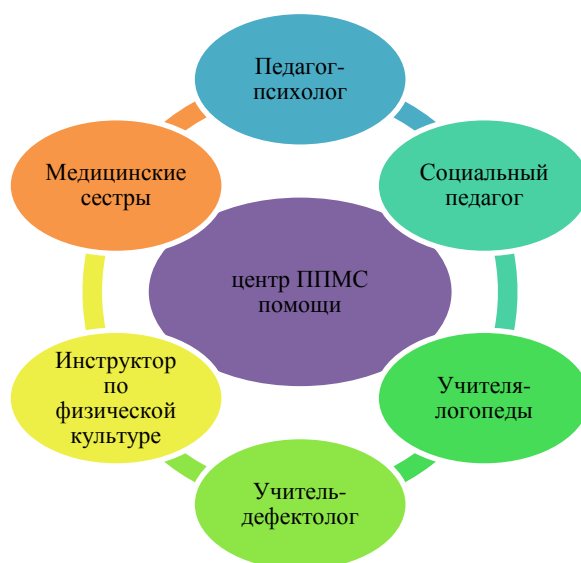 Педагог-
психолог
Медицинские
сестры
Социальный
педагог
центр ППМС
помощи
Инструктор
по
физической
культуре
Учителя-
логопеды
Учитель-
дефектолог